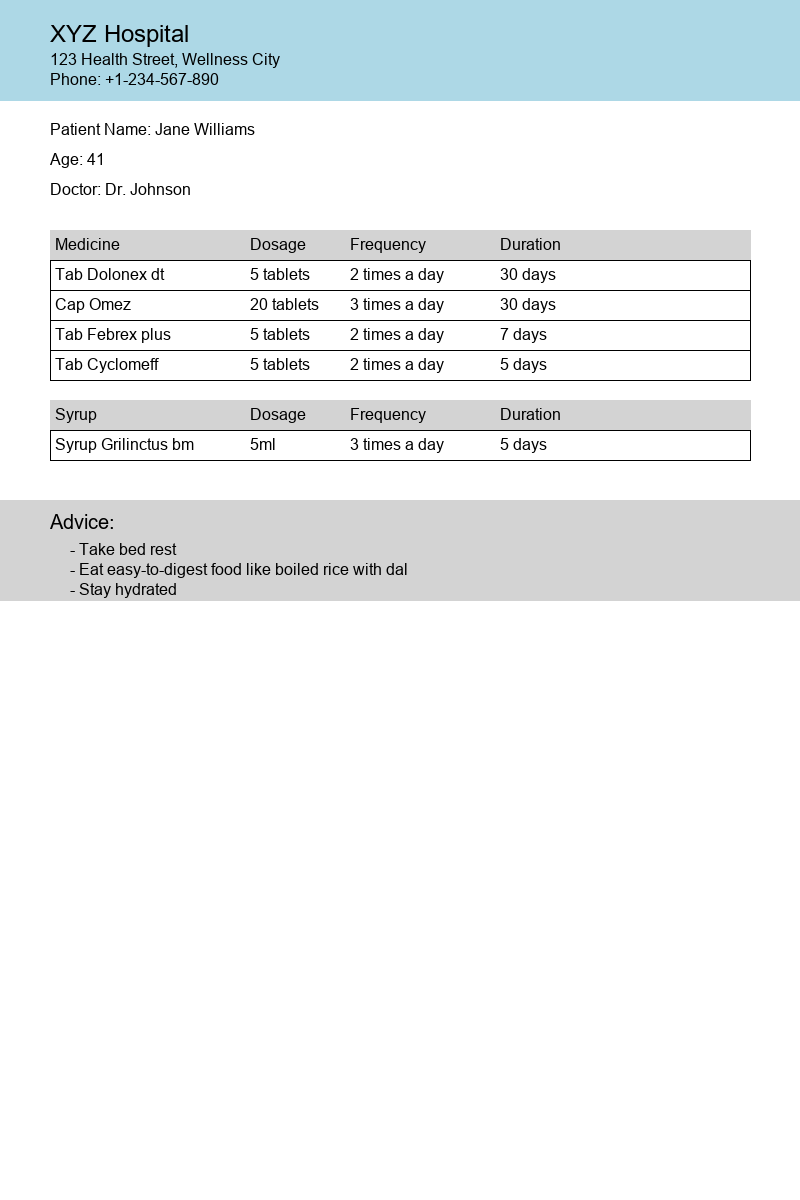 XYZ Hospital
123 Health Street, Wellness City
Phone: +1-234-567-890
Patient Name: Jane Williams
Age: 41
Doctor: Dr. Johnson
Medicine Dosage Frequency Duration
Tab Dolonex dt 5 tablets 2 times a day 30 days
Cap Omez 20 tablets 3 times a day 30 days
Tab Febrex plus 5 tablets 2 times a day 7 days
Tab Cyclomeff 5 tablets 2 times a day 5 days
Syrup Dosage Frequency Duration
Syrup Grilinctus bm 5ml 3 times a day 5 days
Advice:
- Take bed rest
- Eat easy-to-digest food like boiled rice with dal
- Stay hydrated